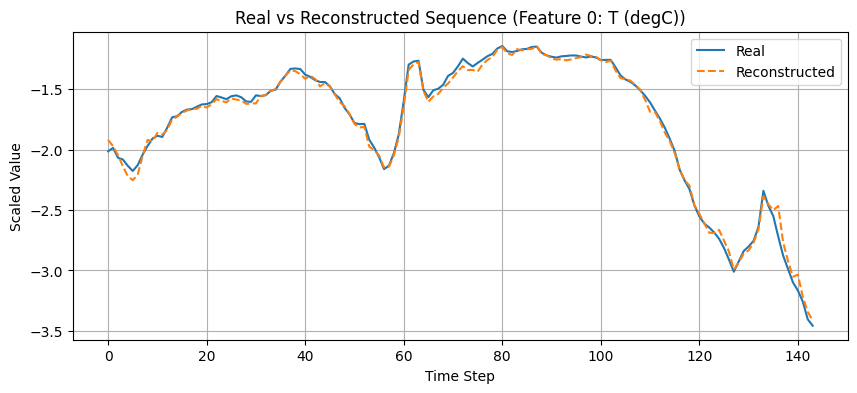 Real vs Reconstructed Sequence (Feature 0: T (degC))
Real
Reconstructed
Scaled Value
−1.5
−2.0
−2.5
−3.0
−3.5
0 20 40 60 80 100 120 140
Time Step